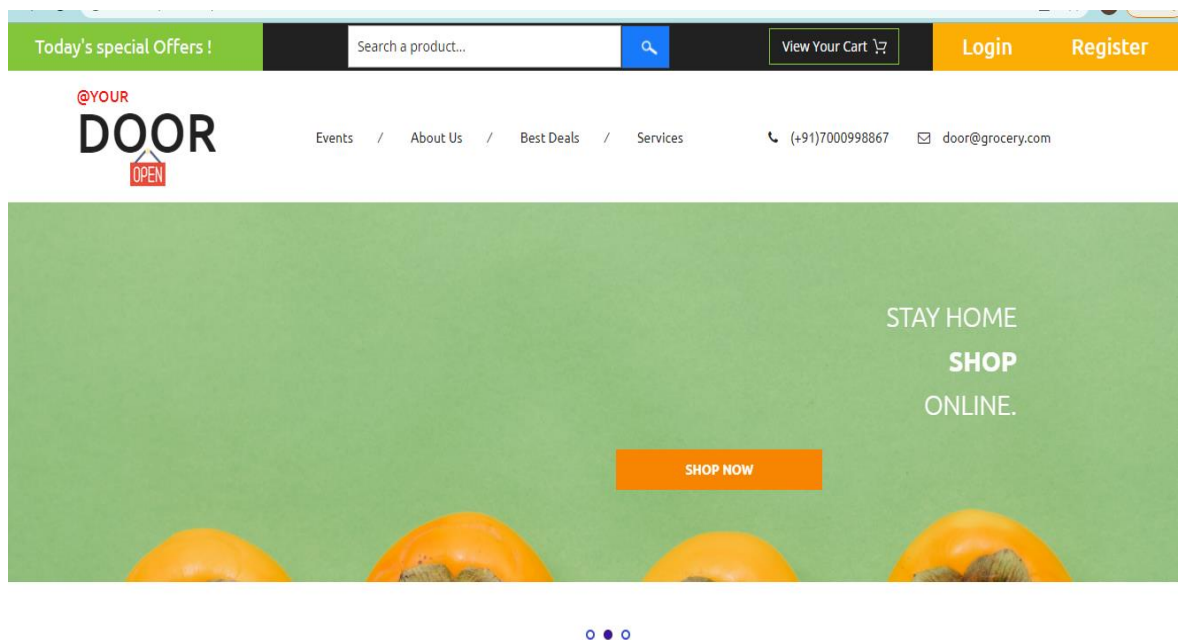 Today's special Offers !
Search a product...
View Your Cart
Login
Register
@YOUR
DOOR
OPEN
Events / About Us / Best Deals / Services
(+91)7000998867
door@grocery.com
STAY HOME
SHOP
ONLINE.
SHOP NOW